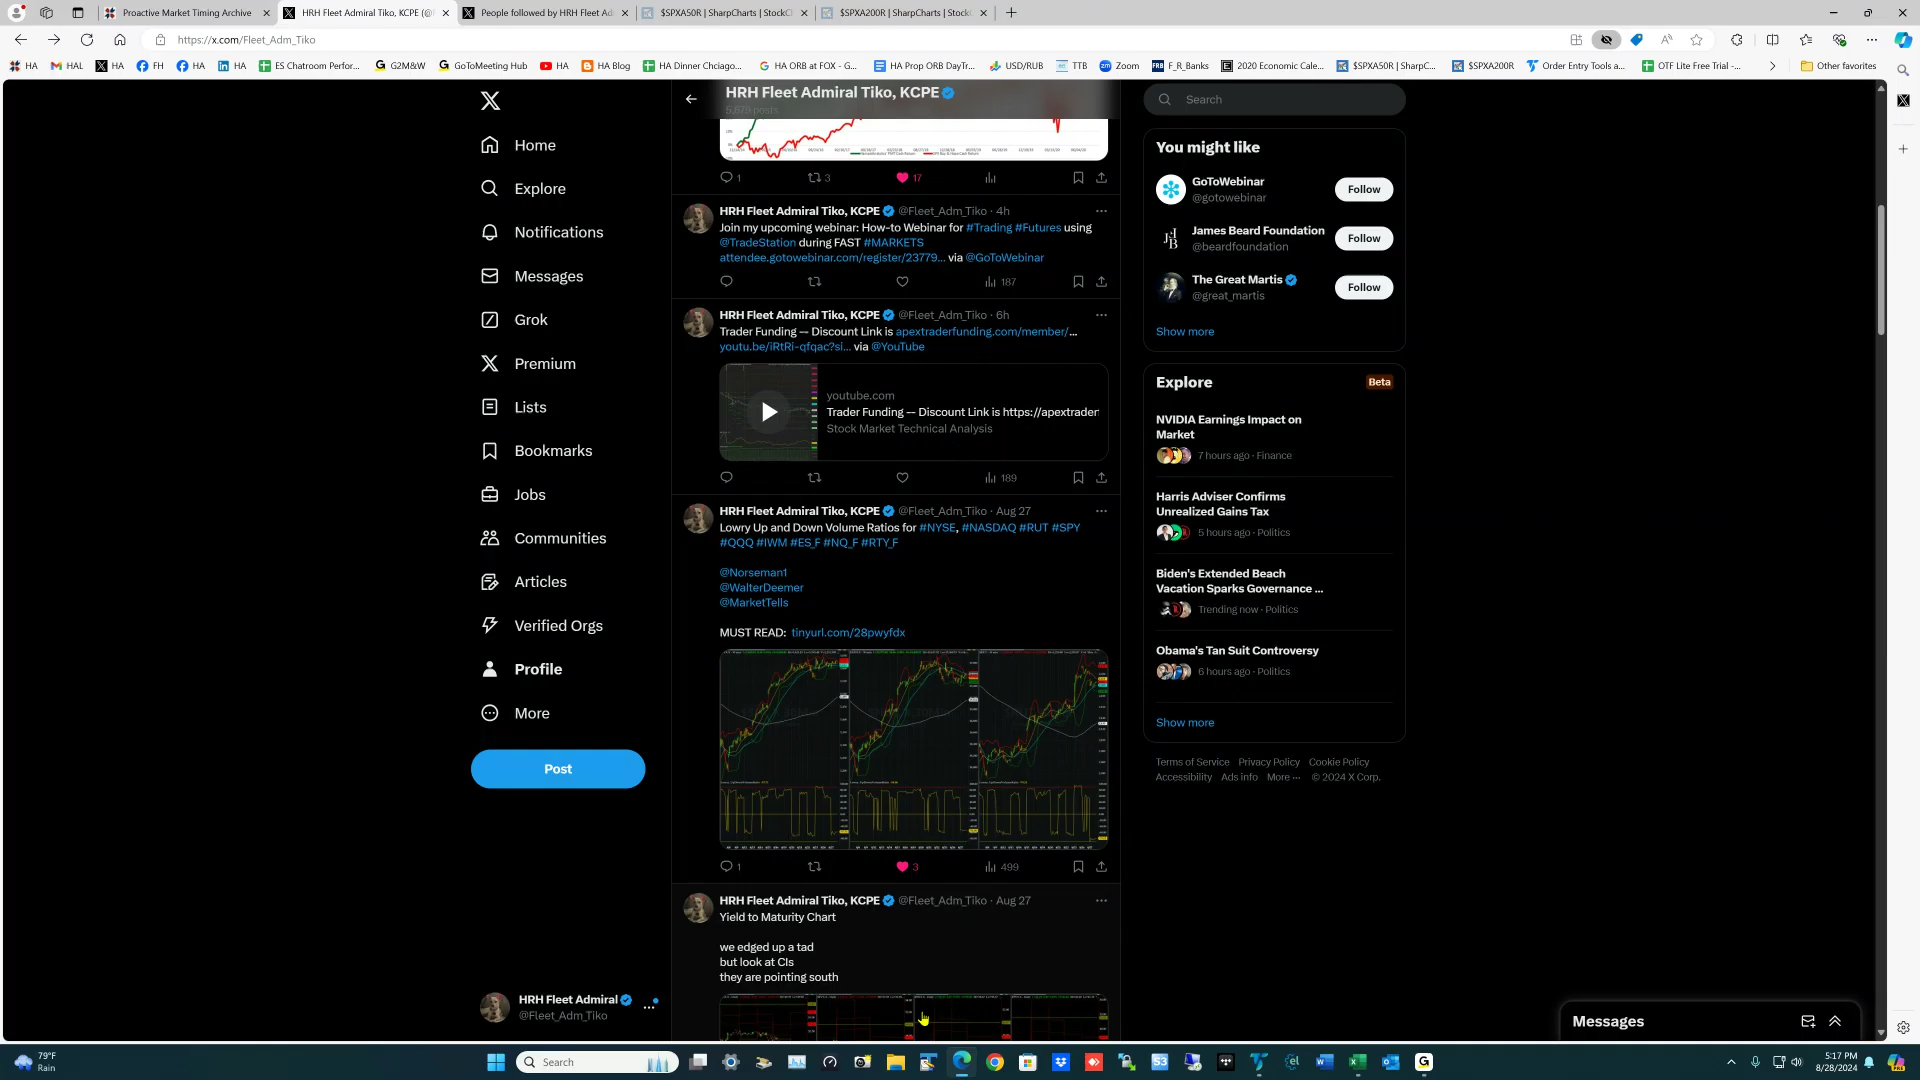 Proactive Market Timing Archive
HRH Fleet Admiral Tiko, KCPE (@F
People followed by HRH Fleet Ad
$SPXA50R | SharpCharts | StockC
$SPXA200R | SharpCharts | Stock
https://x.com/Fleet_Adm_Tiko
HA
HAL
HA
FH
HA
HA
ES Chatroom Perfor...
G2M&W
GoToMeeting Hub
HA
HA Blog
HA Dinner Chciago...
HA ORB at FOX - G...
HA Prop ORB DayTr...
USD/RUB
TTB
Zoom
F_R_Banks
2020 Economic Cale...
$SPXA50R | SharpC...
$SPXA200R
Order Entry Tools a...
OTF Lite Free Trial -...
Other favorites
Home
Explore
Notifications
Messages
Grok
Premium
Lists
Bookmarks
Jobs
Communities
Articles
Verified Orgs
Profile
More
Post
HRH Fleet Admiral
@Fleet_Adm_Tiko
HRH Fleet Admiral Tiko, KCPE
5,679 posts
1 3 17
HRH Fleet Admiral Tiko, KCPE @Fleet_Adm_Tiko · 4h
Join my upcoming webinar: How-to Webinar for #Trading #Futures using
@TradeStation during FAST #MARKETS
attendee.gotowebinar.com/register/23779... via @GoToWebinar
187
HRH Fleet Admiral Tiko, KCPE @Fleet_Adm_Tiko · 6h
Trader Funding -- Discount Link is apextraderfunding.com/member/...
youtu.be/iRtRi-qfqac?si... via @YouTube
youtube.com
Trader Funding -- Discount Link is https://apextrader
Stock Market Technical Analysis
189
HRH Fleet Admiral Tiko, KCPE @Fleet_Adm_Tiko · Aug 27
Lowry Up and Down Volume Ratios for #NYSE, #NASDAQ #RUT #SPY
#QQQ #IWM #ES_F #NQ_F #RTY_F
@Norseman1
@WalterDeemer
@MarketTells
MUST READ: tinyurl.com/28pwyfdx
1 3 499
HRH Fleet Admiral Tiko, KCPE @Fleet_Adm_Tiko · Aug 27
Yield to Maturity Chart
we edged up a tad
but look at CIs
they are pointing south
Search
You might like
GoToWebinar
@gotowebinar
Follow
James Beard Foundation
@beardfoundation
Follow
The Great Martis
@great_martis
Follow
Show more
Explore
Beta
NVIDIA Earnings Impact on
Market
7 hours ago · Finance
Harris Adviser Confirms
Unrealized Gains Tax
5 hours ago · Politics
Biden's Extended Beach
Vacation Sparks Governance ...
Trending now · Politics
Obama's Tan Suit Controversy
6 hours ago · Politics
Show more
Terms of Service Privacy Policy Cookie Policy
Accessibility Ads info More ··· © 2024 X Corp.
Messages
79°F
Rain
Search
5:17 PM
8/28/2024